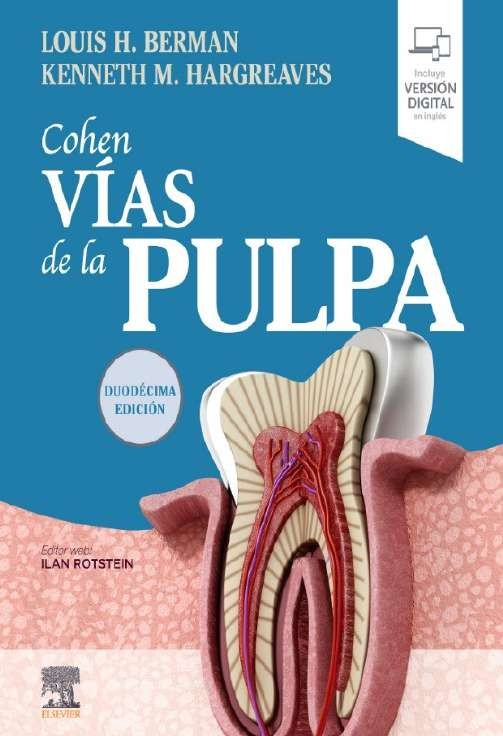 LOUIS H. BERMAN
KENNETH M. HARGREAVES
Incluye
VERSIÓN
DIGITAL
en inglés
Cohen
VÍAS
de la PULPA
DUODÉCIMA
EDICIÓN
Editor web:
ILAN ROTSTEIN
ELSEVIER